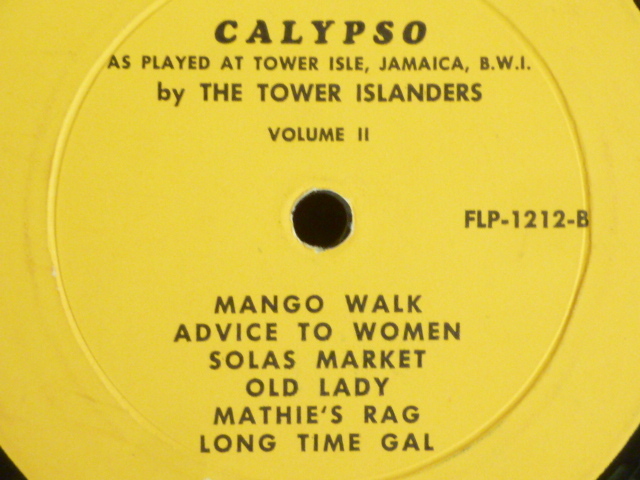 CALYPSO
AS PLAYED AT TOWER ISLE, JAMAICA, B.W.I.
by THE TOWER ISLANDERS
VOLUME II
FLP-1212-B
MANGO WALK
ADVICE TO WOMEN
SOLAS MARKET
OLD LADY
MATHIE'S RAG
LONG TIME GAL